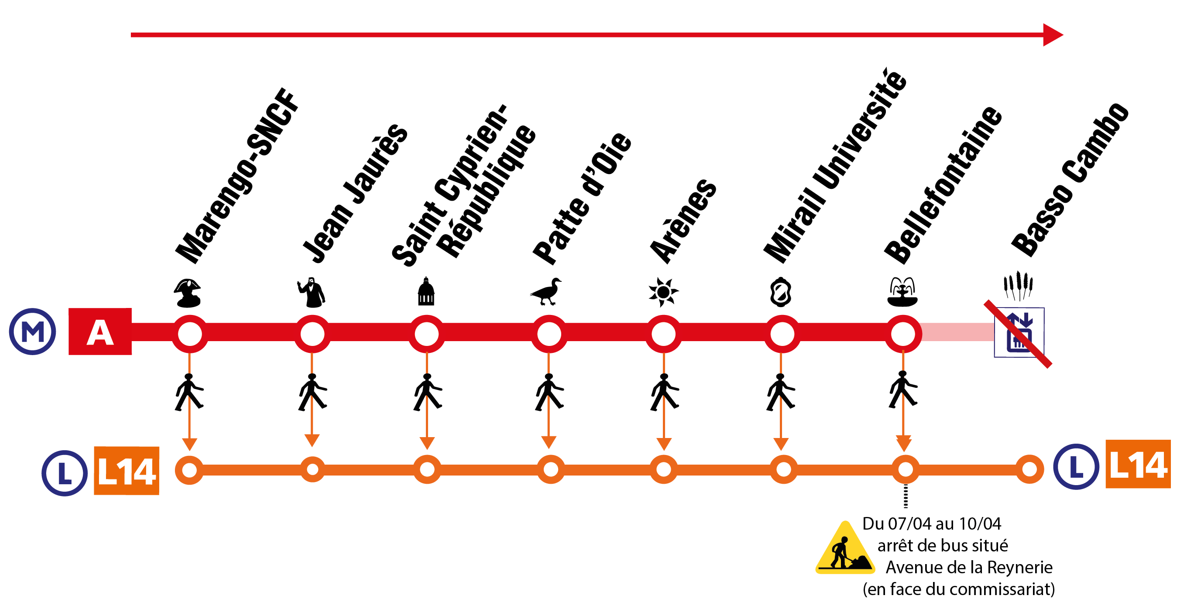 Marengo-SNCF
Jean Jaurès
Saint Cyprien-
République
Patte d'Oie
Arènes
Mirail Université
Bellefontaine
Basso Cambo
M
A
L
L14
L
L14
Du 07/04 au 10/04
arrêt de bus situé
Avenue de la Reynerie
(en face du commissariat)